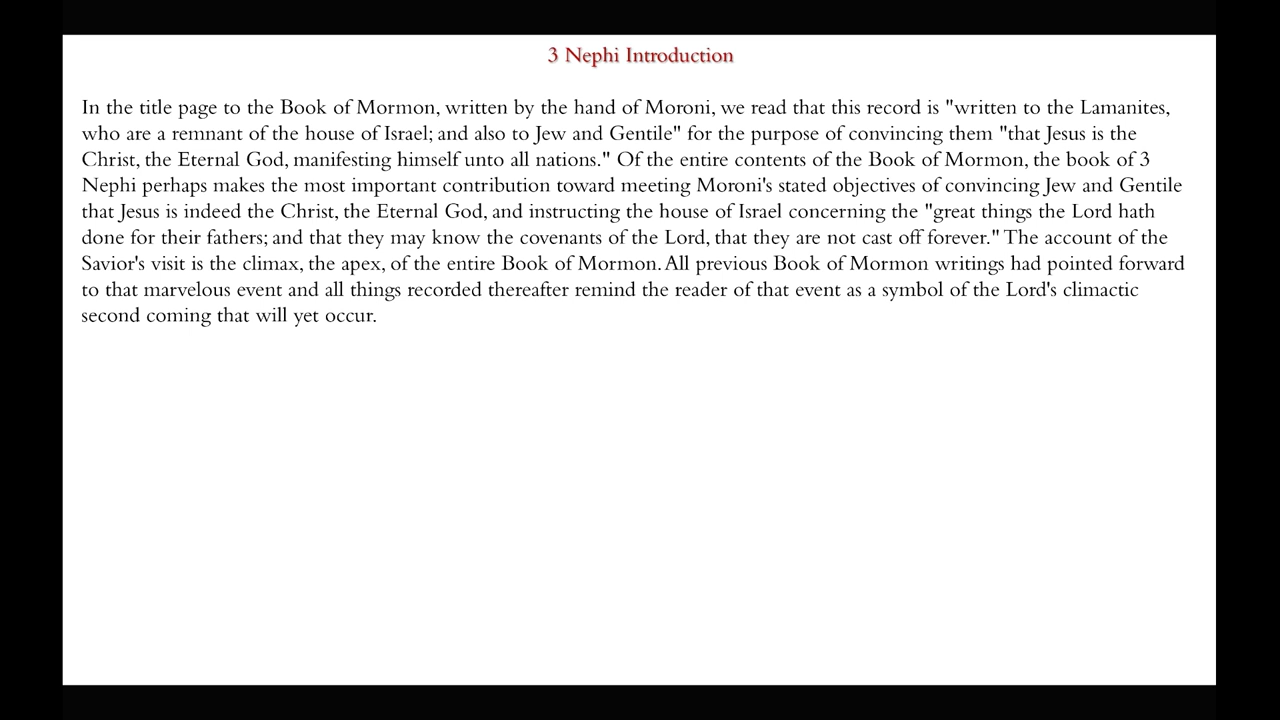 3 Nephi Introduction
In the title page to the Book of Mormon, written by the hand of Moroni, we read that this record is "written to the Lamanites,
who are a remnant of the house of Israel; and also to Jew and Gentile" for the purpose of convincing them "that Jesus is the
Christ, the Eternal God, manifesting himself unto all nations." Of the entire contents of the Book of Mormon, the book of 3
Nephi perhaps makes the most important contribution toward meeting Moroni's stated objectives of convincing Jew and Gentile
that Jesus is indeed the Christ, the Eternal God, and instructing the house of Israel concerning the "great things the Lord hath
done for their fathers; and that they may know the covenants of the Lord, that they are not cast off forever." The account of the
Savior's visit is the climax, the apex, of the entire Book of Mormon. All previous Book of Mormon writings had pointed forward
to that marvelous event and all things recorded thereafter remind the reader of that event as a symbol of the Lord's climactic
second coming that will yet occur.